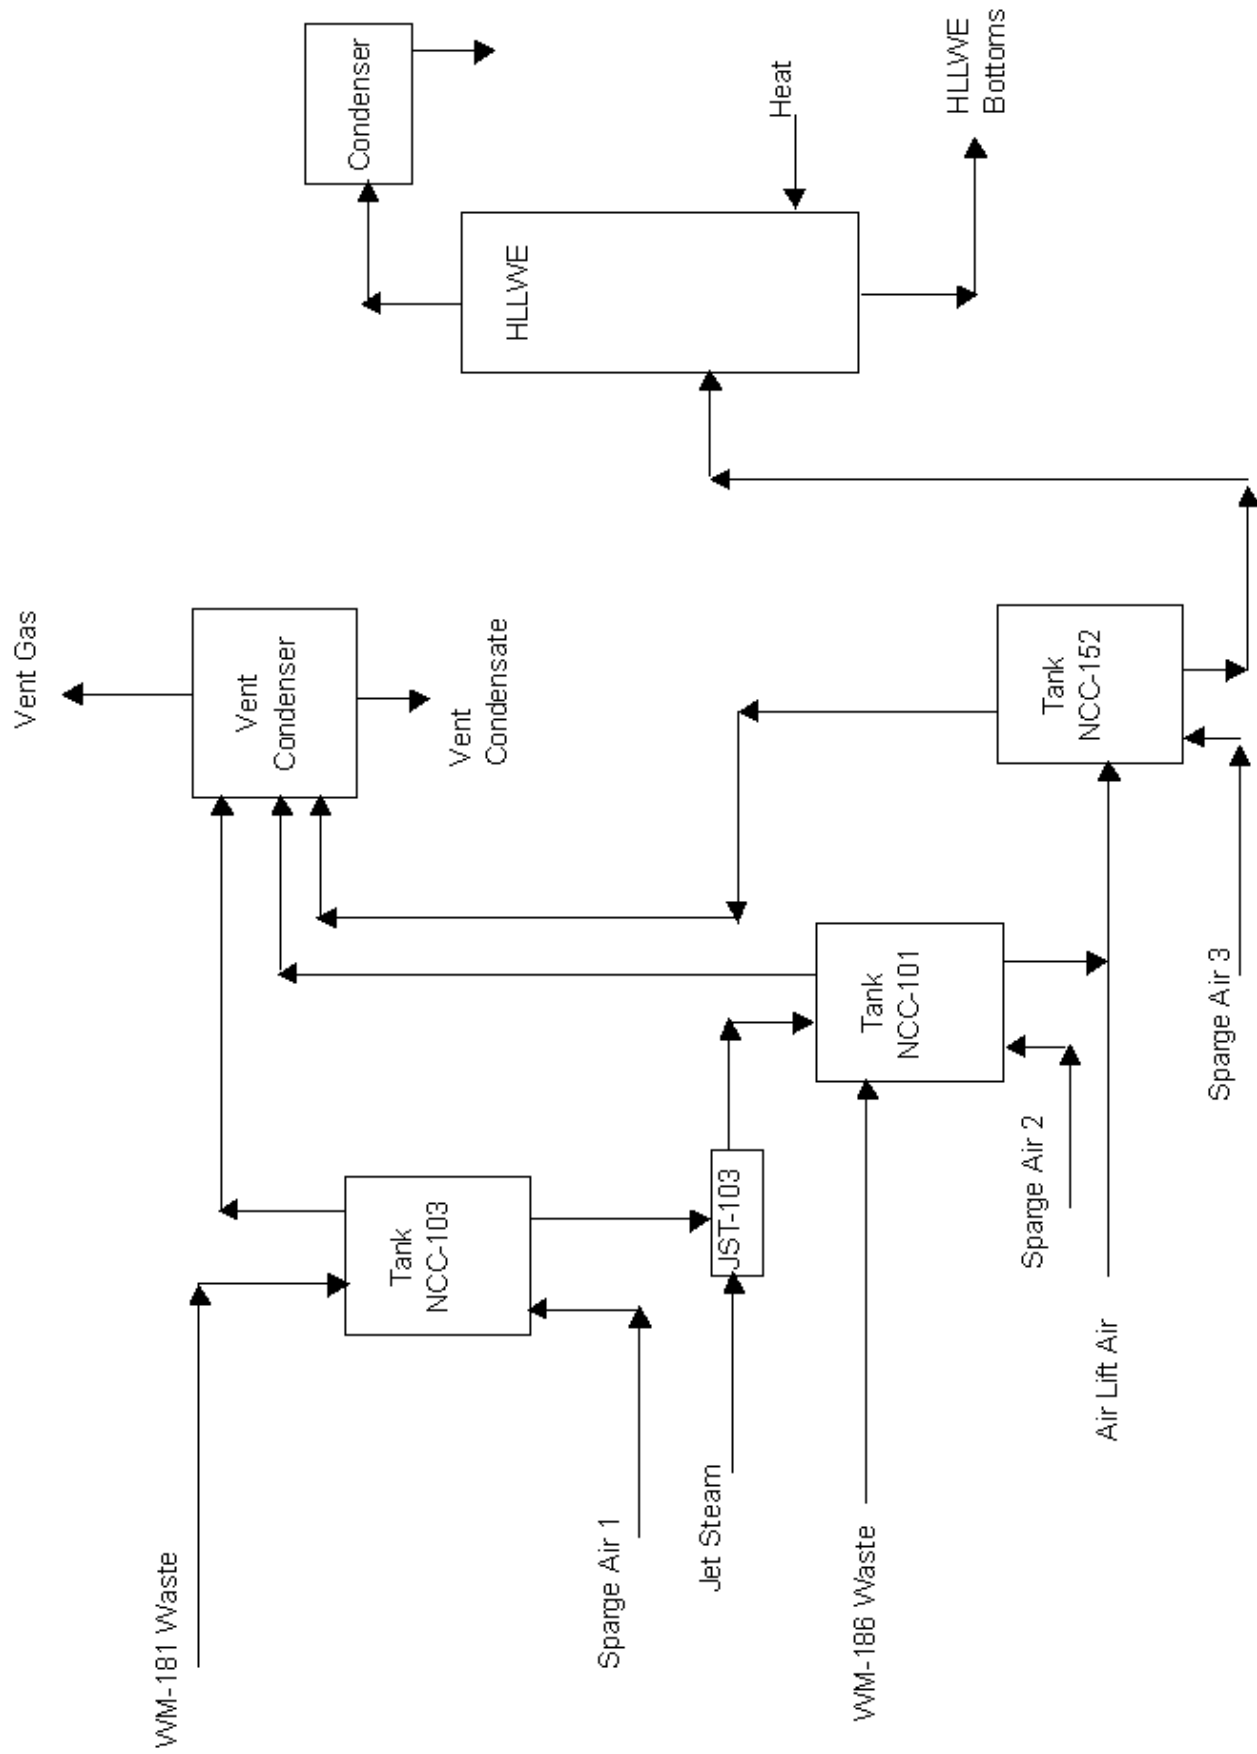 WM-181 Waste
Sparge Air 1
Jet Steam
WM-186 Waste
Air Lift Air
Tank
NCC-103
JST-103
Sparge Air 2
Tank
NCC-101
Sparge Air 3
Vent Gas
Vent
Condenser
Vent
Condensate
Tank
NCC-152
HLLWE
Condenser
Heat
HLLWE
Bottoms